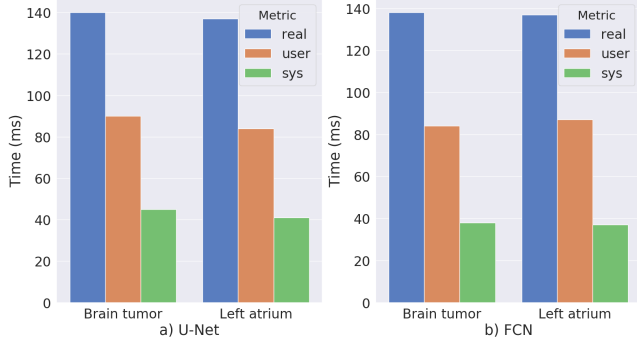 Time (ms)
140
120
100
80
60
40
20
0
Metric
real
user
sys
Brain tumor Left atrium
a) U-Net
Time (ms)
140
120
100
80
60
40
20
0
Metric
real
user
sys
Brain tumor Left atrium
b) FCN